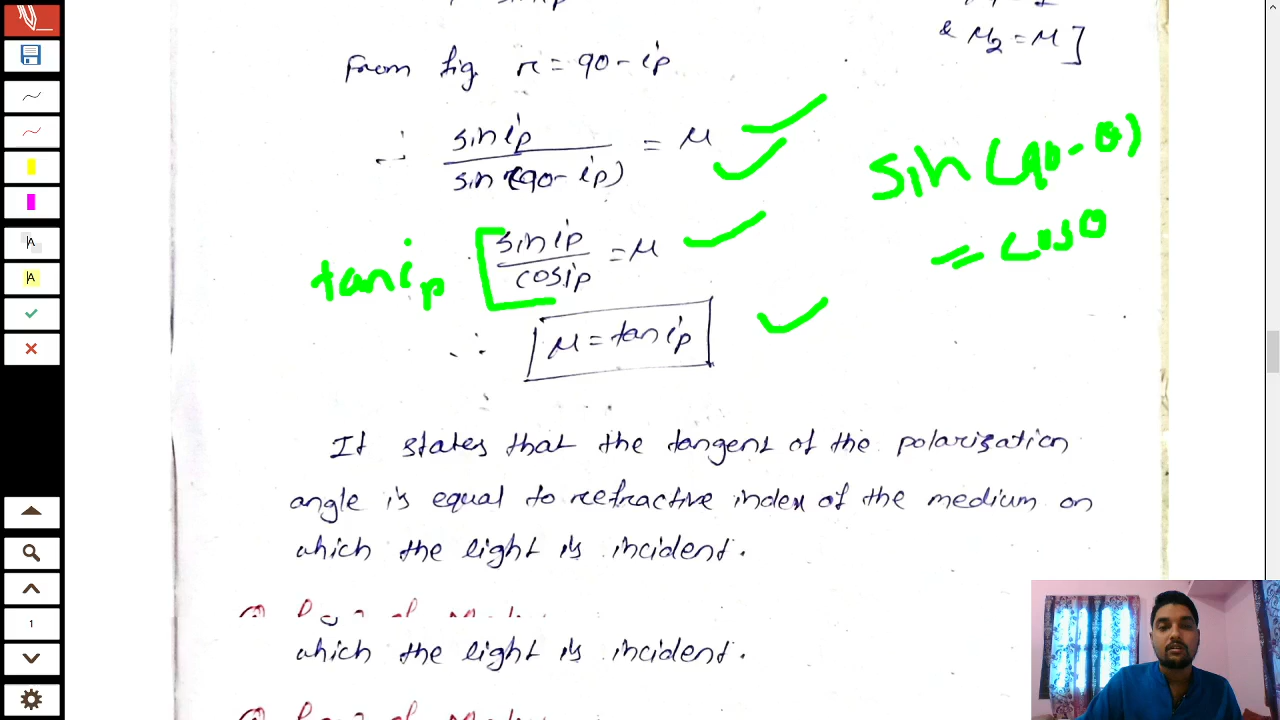 & μ₂ = μ]
From fig r = 90 - ip
∴ sin ip / sin (90 - ip) = μ
sin (90 - θ)
= cosθ
tan ip [ sin ip / cos ip = μ
∴ μ = tan ip
It states that the tangent of the polarization
angle is equal to refractive index of the medium on
which the light is incident.
which the light is incident.
A
A
1